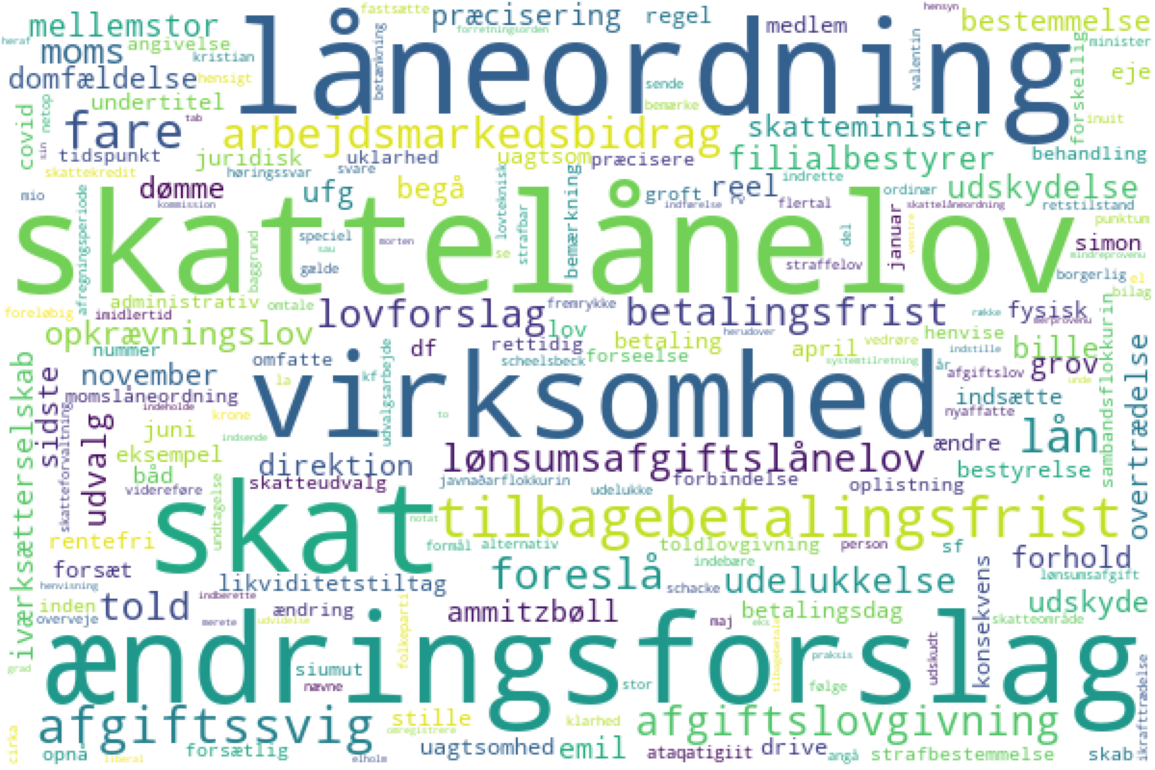 mellemstor
fastsætte
præcisering
regel
medlem
hensyn
bestemmelse
heraf
moms
angivelse
kristian
låneordning
forretningsorden
betænkning
sende
valentin
minister
domfældelse
hensigt
eje
forskellig
undertitel
bemærke
inuit
covid
netop
fare
tab
arbejdsmarkedsbidrag
skatteminister
sin
tidspunkt
juridisk
svare
uklarhed
uagtsom
præcisere
filialbestyrer
behandling
skattekredit
høringssvar
dømme
ufg
begå
groft
reel
indrette
ordinær
udskydelse
mio
kommission
lovteknisk
indførelse
rv
flertal
skattelåneordning
retstilstand
afregningsperiode
skattelånelov
punktum
speciel
morten
strafbar
bemærkning
del
januar
venstre
simon
mindreprovenu
baggrund
sau
se
gælde
straffelov
borgerlig
el
administrativ
omtale
fremrykke
bilag
foreløbig
imidlertid
lovforslag
betalingsfrist
række
fysisk
merprovenu
opkrævningslov
rettidig
lov
herudover
betaling
vedrøre
henvise
bille
nummer
omfatte
df
scheelsbeck
forseelse
april
indstille
november
la
udvalgsarbejde
kf
virksomhed
systemtilretning
år
afgiftslov
grov
unde
iværksætterselskab
sidste
momslåneordning
indeholde
krone
to
nyaffatte
indsætte
sambandsflokkurin
overtrædelse
skatteforvaltning
udvalg
juni
indsende
ændre
lån
eksempel
direktion
lønsumsafgiftslånelov
båd
videreføre
skatteudvalg
javnaðarflokkurin
udelukke
forbindelse
oplistning
bestyrelse
undtagelse
skat
notat
tilbagebetalingsfrist
rentefri
formål
alternativ
toldlovgivning
person
sf
forhold
forsæt
indebære
henvisning
likviditetstiltag
foreslå
udelukkelse
konsekvens
lønsumsafgift
inden
told
indberette
ændring
ammitzbøll
betalingsdag
udskyde
overveje
merete
udvidelse
folkeparti
maj
eks
skatteområde
ændringsforslag
grad
siumut
nævne
stor
tilbagebetale
praksis
følge
udskudt
ikrafttrædelse
afgiftssvig
stille
omregistrere
klarhed
afgiftslovgivning
cirka
opnå
liberal
forsætlig
elholm
uagtsomhed
emil
ataqatigiit
drive
angå
strafbestemmelse
skab